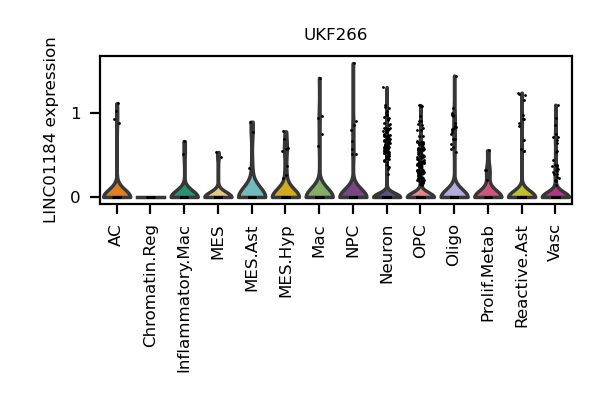 UKF266
LINC01184 expression
1
0
AC
Chromatin.Reg
Inflammatory.Mac
MES
MES.Ast
MES.Hyp
Mac
NPC
Neuron
OPC
Oligo
Prolif.Metab
Reactive.Ast
Vasc